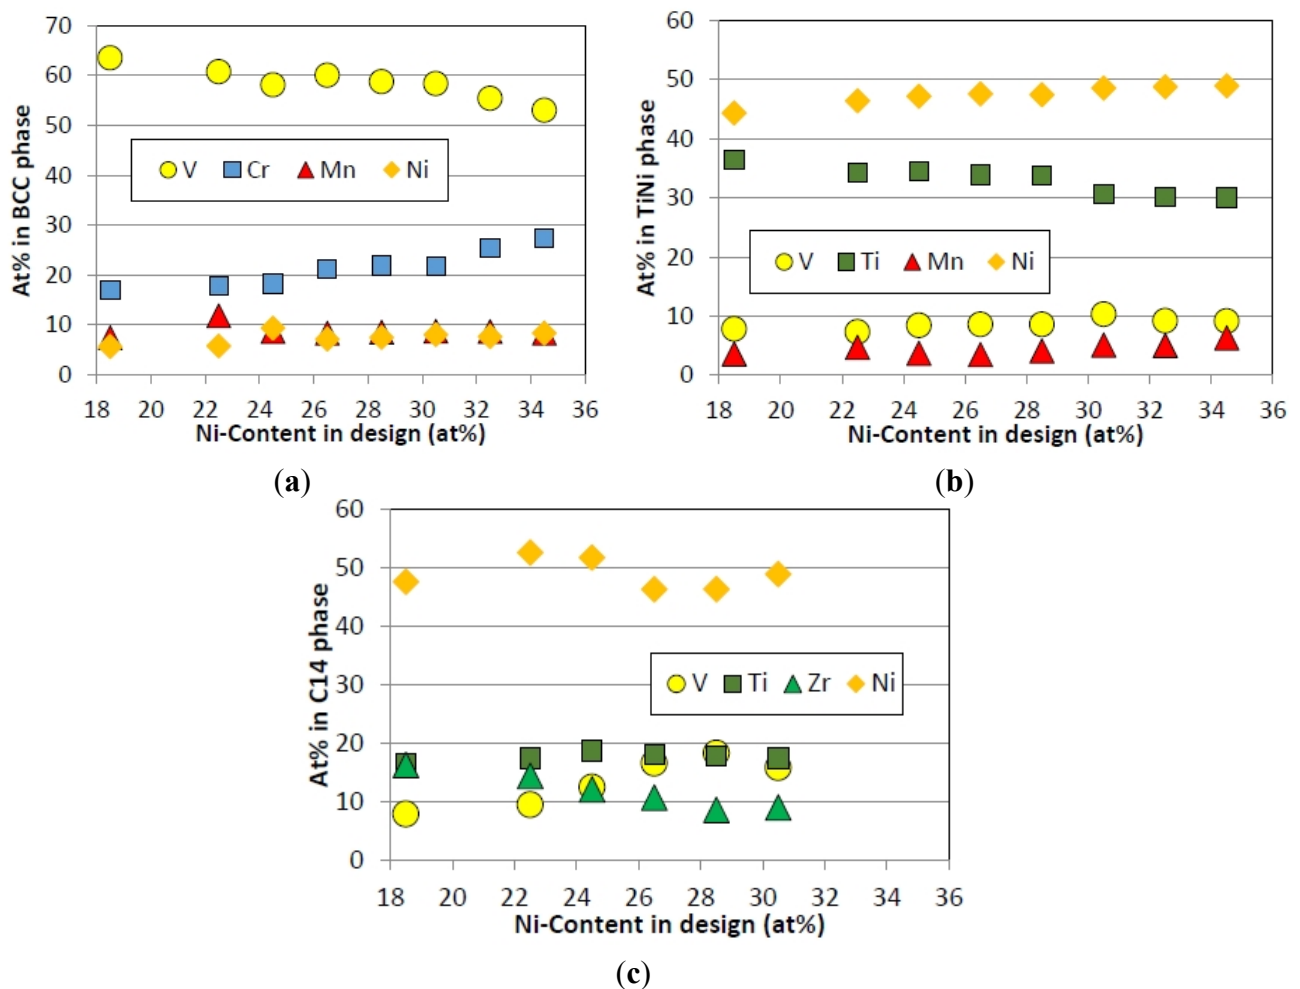 At% in BCC phase
70
60
50
40
30
20
10
0
V Cr Mn Ni
18 20 22 24 26 28 30 32 34 36
Ni-Content in design (at%)
(a)
At% in TiNi phase
60
50
40
30
20
10
0
V Ti Mn Ni
18 20 22 24 26 28 30 32 34 36
Ni-Content in design (at%)
(b)
At% in C14 phase
60
50
40
30
20
10
0
V Ti Zr Ni
18 20 22 24 26 28 30 32 34 36
Ni-Content in design (at%)
(c)